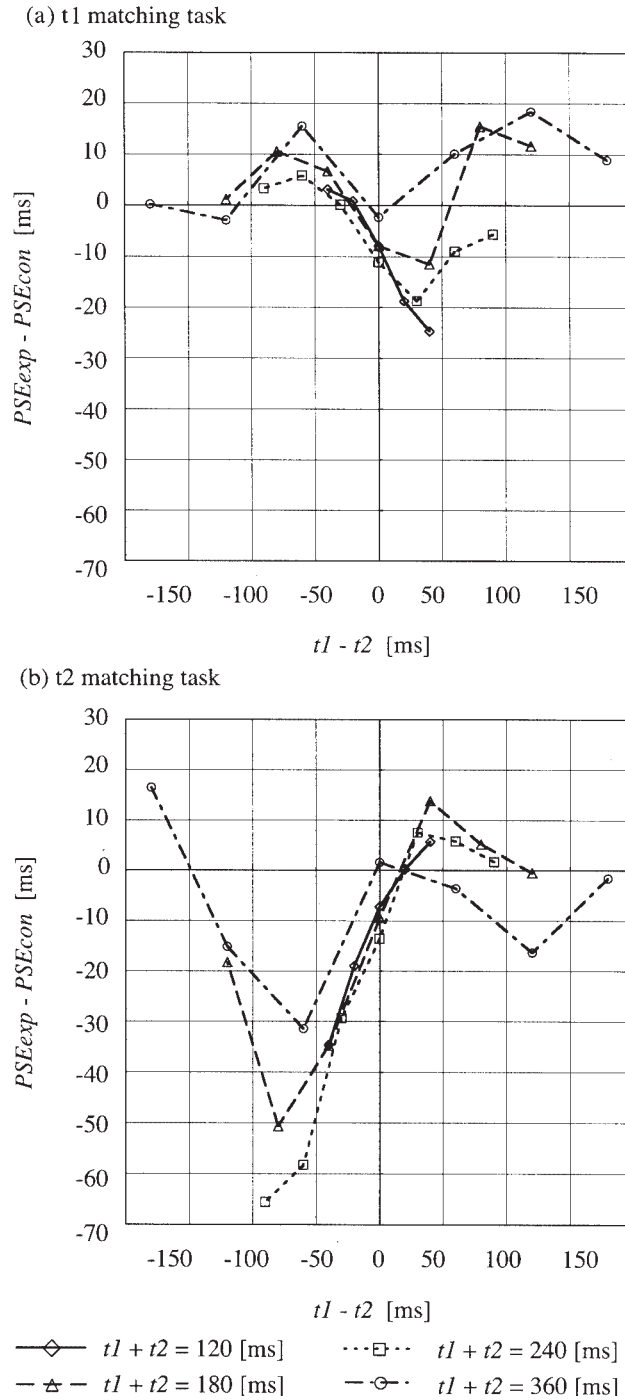 (a) t1 matching task
30
20
10
0
-10
-20
-30
-40
-50
-60
-70
PSEexp - PSEcon [ms]
-150 -100 -50 0 50 100 150
t1 - t2 [ms]
(b) t2 matching task
30
20
10
0
-10
-20
-30
-40
-50
-60
-70
PSEexp - PSEcon [ms]
-150 -100 -50 0 50 100 150
t1 - t2 [ms]
t1 + t2 = 120 [ms] t1 + t2 = 240 [ms]
t1 + t2 = 180 [ms] t1 + t2 = 360 [ms]